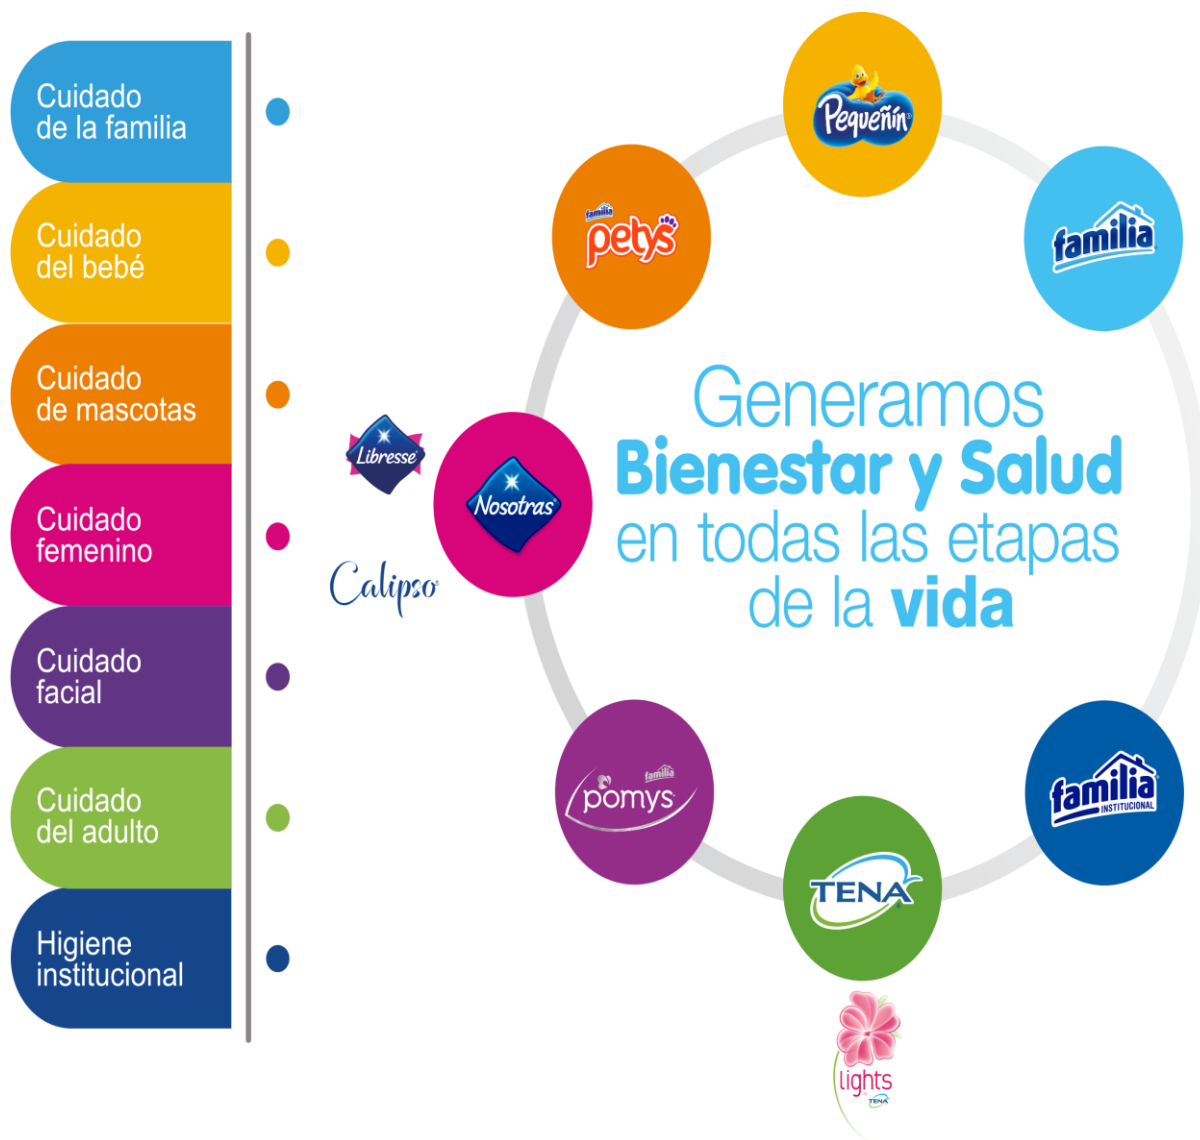 Cuidado
de la familia
Cuidado
del bebé
Cuidado
de mascotas
Cuidado
femenino
Cuidado
facial
Cuidado
del adulto
Higiene
institucional
Pequeñín
familia
petys
familia
Libresse
Nosotras
Calipso
Generamos
Bienestar y Salud
en todas las etapas
de la vida
familia
pomys
familia
INSTITUCIONAL
TENA
lights
TENA